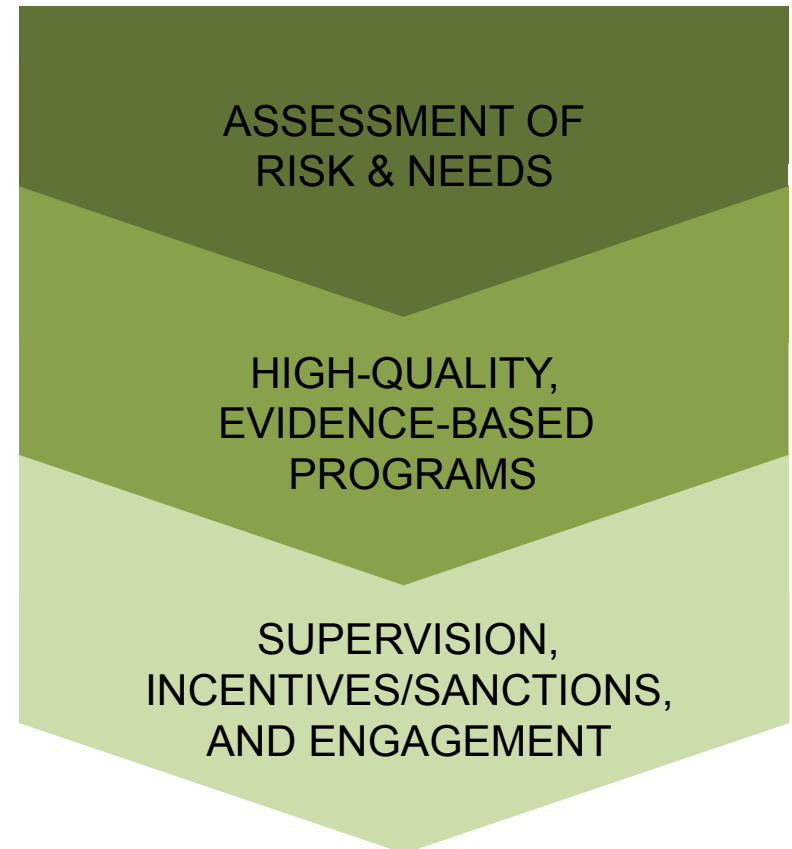 ASSESSMENT OF
RISK & NEEDS
HIGH-QUALITY,
EVIDENCE-BASED
PROGRAMS
SUPERVISION,
INCENTIVES/SANCTIONS,
AND ENGAGEMENT